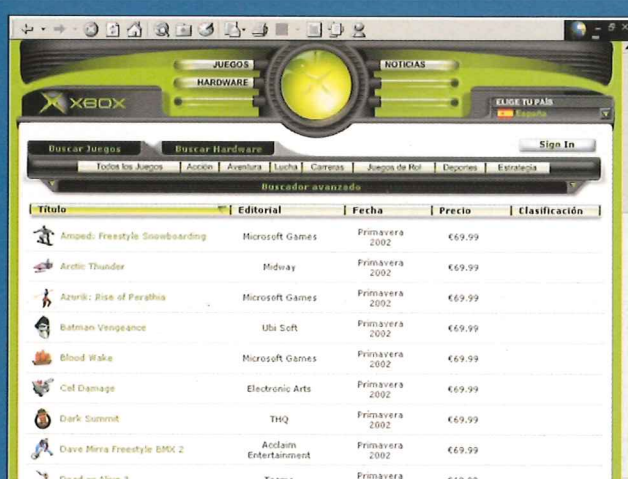 JUEGOS
NOTICIAS
HARDWARE
XBOX
ELIGE TU PAÍS
España
Buscar Juegos
Buscar Hardware
Sign In
Todos los Juegos
Acción
Aventura
Lucha
Carreras
Juegos de Rol
Deportes
Estrategia
Buscador avanzado
Título Editorial Fecha Precio Clasificación
Amped: Freestyle Snowboarding Microsoft Games Primavera 2002 €69.99
Arctic Thunder Midway Primavera 2002 €69.99
Azurik: Rise of Perathia Microsoft Games Primavera 2002 €69.99
Batman Vengeance Ubi Soft Primavera 2002 €69.99
Blood Wake Microsoft Games Primavera 2002 €69.99
Cel Damage Electronic Arts Primavera 2002 €69.99
Dark Summit THQ Primavera 2002 €69.99
Dave Mirra Freestyle BMX 2 Acclaim Entertainment Primavera 2002 €69.99
Primavera